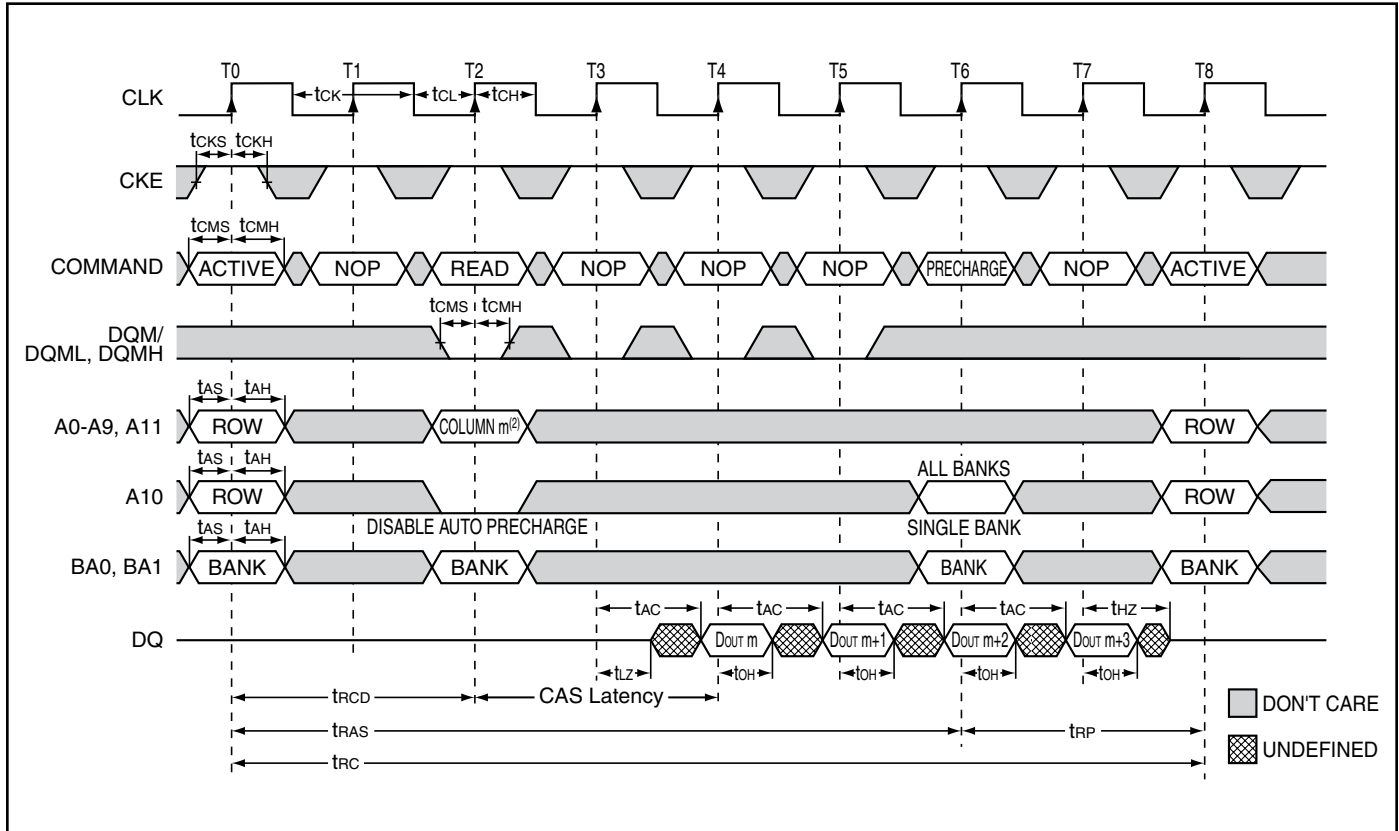 T0 T1 T2 T3 T4 T5 T6 T7 T8
CLK tCK tCL tCH
tCKS tCKH
CKE
tCMS tCMH
COMMAND ACTIVE NOP READ NOP NOP NOP PRECHARGE NOP ACTIVE
tCMS tCMH
DQM/
DQML, DQMH
tAS tAH
A0-A9, A11 ROW COLUMN m(2) ROW
tAS tAH ALL BANKS
A10 ROW ROW
DISABLE AUTO PRECHARGE SINGLE BANK
tAS tAH
BA0, BA1 BANK BANK BANK BANK
tAC tAC tAC tAC tHZ
DQ DOUT m DOUT m+1 DOUT m+2 DOUT m+3
tLZ tOH tOH tOH tOH
tRCD CAS Latency
DON'T CARE
tRAS tRP
UNDEFINED
tRC